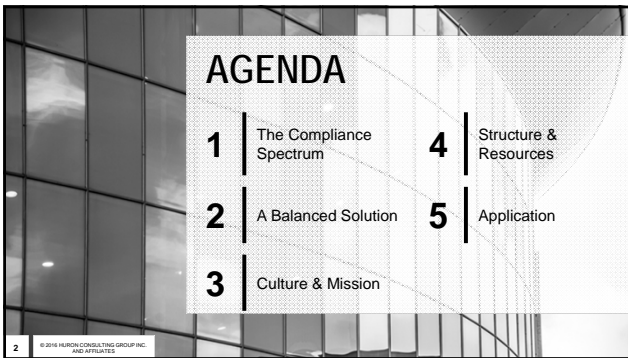 AGENDA
1
The Compliance
Spectrum
2
A Balanced Solution
3
Culture & Mission
4
Structure &
Resources
5
Application
2
© 2016 HURON CONSULTING GROUP INC.
AND AFFILIATES